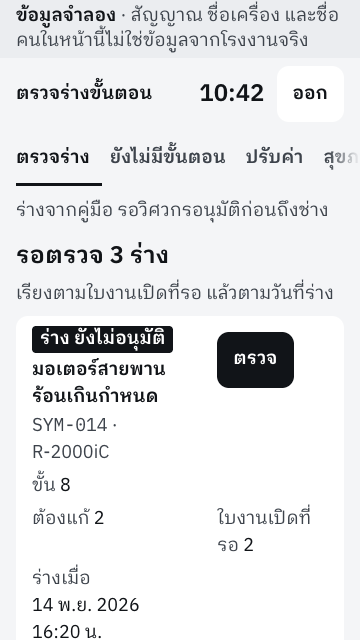 ข้อมูลจำลอง · สัญญาณ ชื่อเครื่อง และชื่อ
คนในหน้านี้ไม่ใช่ข้อมูลจากโรงงานจริง
ตรวจร่างขั้นตอน 10:42 ออก
ตรวจร่าง ยังไม่มีขั้นตอน ปรับค่า
ร่างจากคู่มือ รอวิศวกรอนุมัติก่อนถึงช่าง
รอตรวจ 3 ร่าง
เรียงตามใบงานเปิดที่รอ แล้วตามวันที่ร่าง
ร่าง ยังไม่อนุมัติ
ตรวจ
มอเตอร์สายพาน
ร้อนเกินกำหนด
SYM-014 ·
R-2000iC
ขั้น 8
ต้องแก้ 2 ใบงานเปิดที่
รอ 2
ร่างเมื่อ
14 พ.ย. 2026
16:20 น.